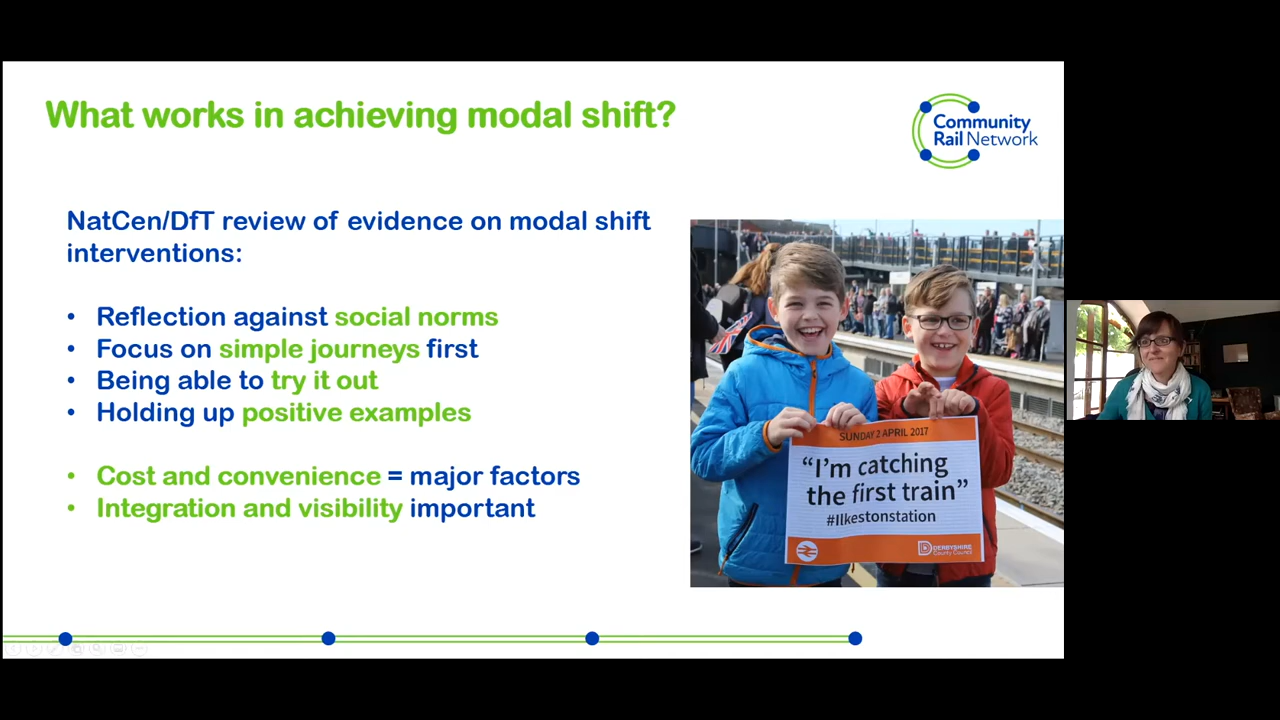 What works in achieving modal shift?
Community
Rail Network
NatCen/DfT review of evidence on modal shift
interventions:
• Reflection against social norms
• Focus on simple journeys first
• Being able to try it out
• Holding up positive examples
• Cost and convenience = major factors
• Integration and visibility important
SUNDAY 2 APRIL 2017
“I’m catching
the first train”
#Ilkestonstation
DERBYSHIRE
County Council